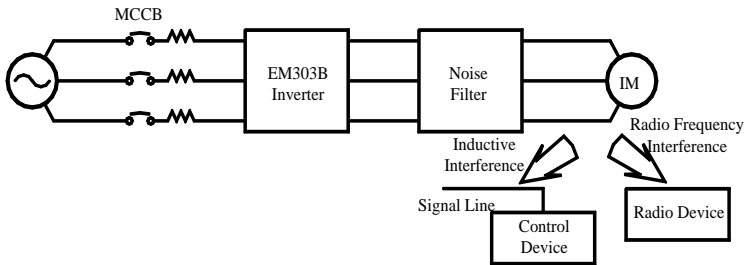 MCCB
EM303B
Inverter
Noise
Filter
IM
Inductive
Interference
Radio Frequency
Interference
Signal Line
Control
Device
Radio Device